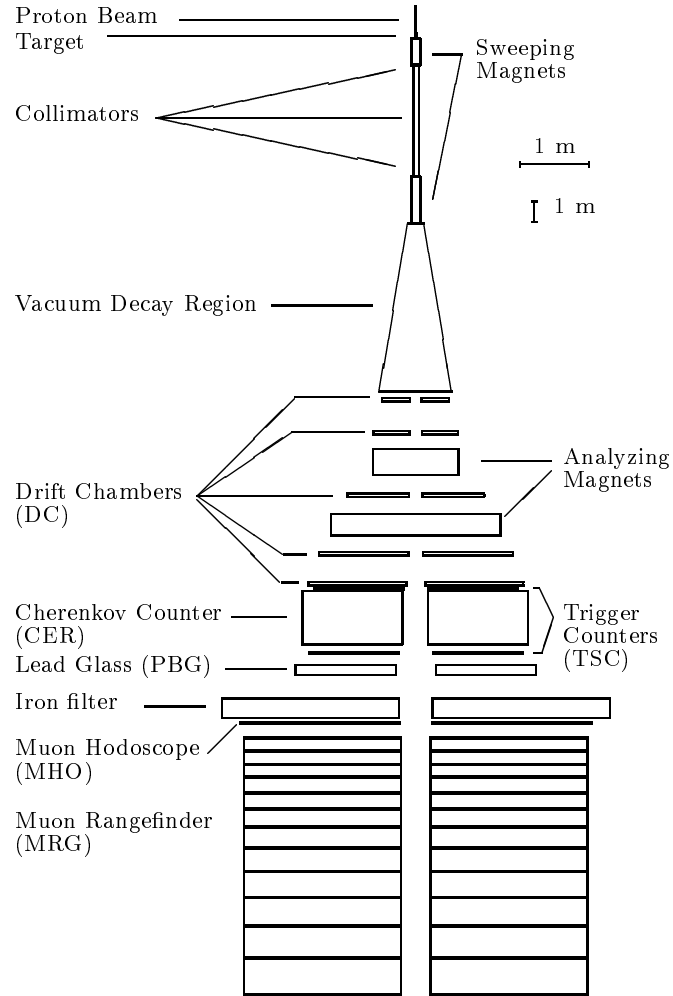 Proton Beam
Target
Sweeping
Magnets
Collimators
1 m
1 m
Vacuum Decay Region
Analyzing
Magnets
Drift Chambers
(DC)
Cherenkov Counter
(CER)
Trigger
Counters
(TSC)
Lead Glass (PBG)
Iron filter
Muon Hodoscope
(MHO)
Muon Rangefinder
(MRG)